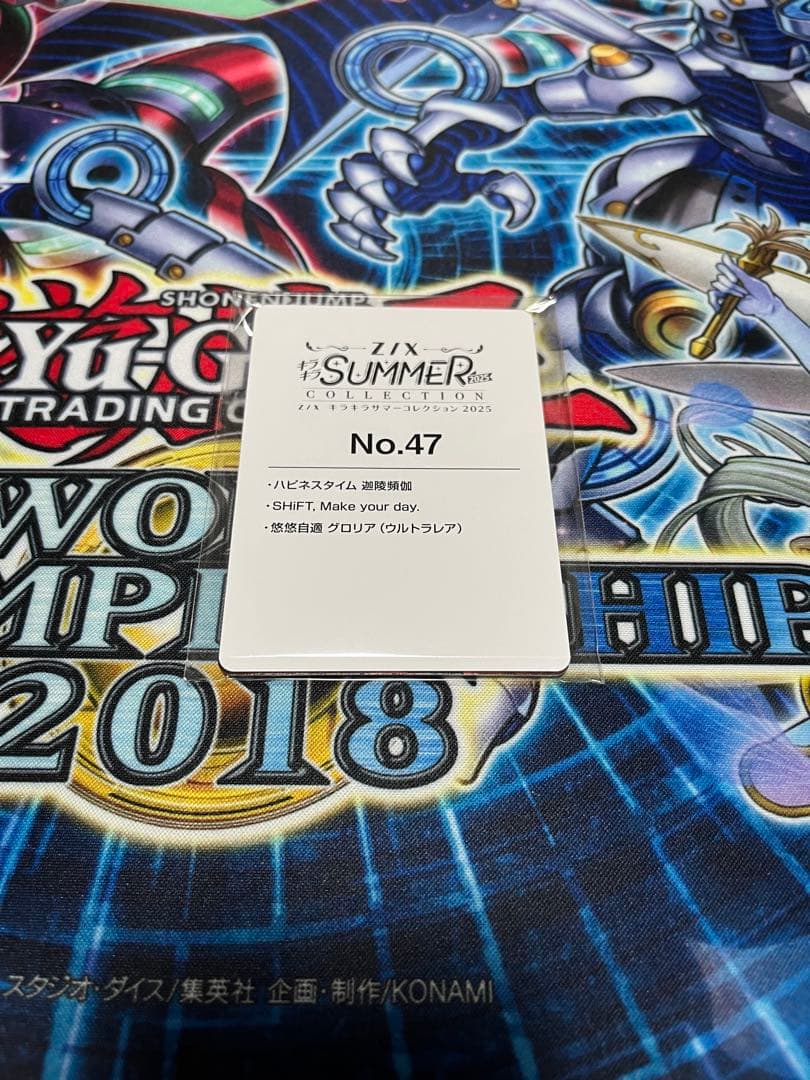 SHONEN JUMP
Yu-G
TRADING
Z/X
キラキラ SUMMER 2025
COLLECTION
Z/X キラキラサマーコレクション 2025
No.47
・ハピネスタイム 迦陵頻伽
・SHiFT, Make your day.
・悠悠自適 グロリア（ウルトラレア）
2018
スタジオ・ダイス/集英社 企画・制作/KONAMI